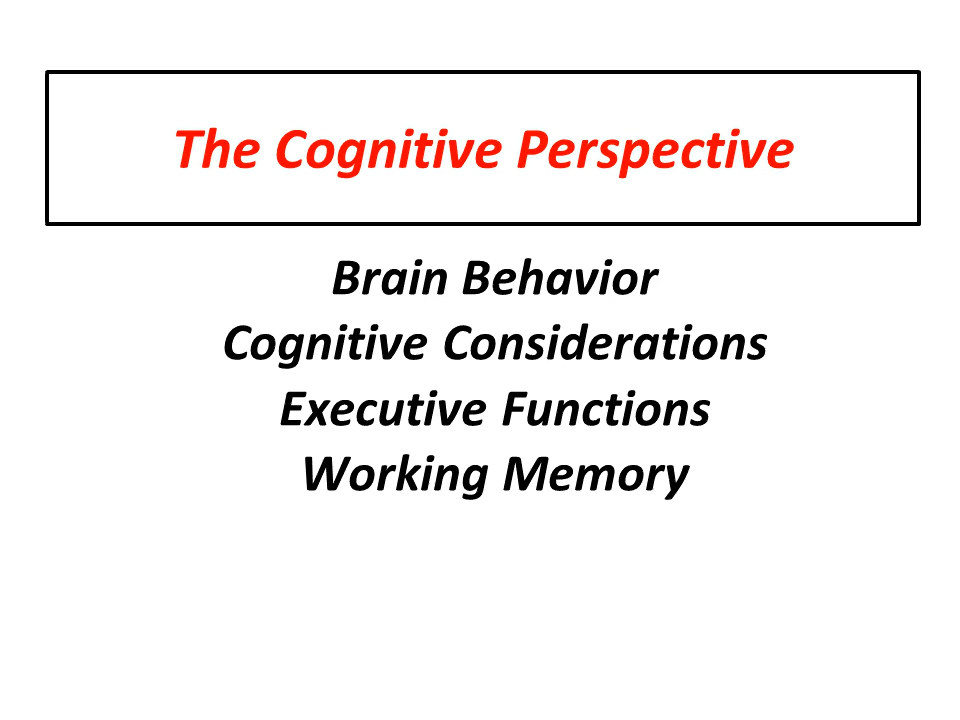 The Cognitive Perspective
Brain Behavior
Cognitive Considerations
Executive Functions
Working Memory